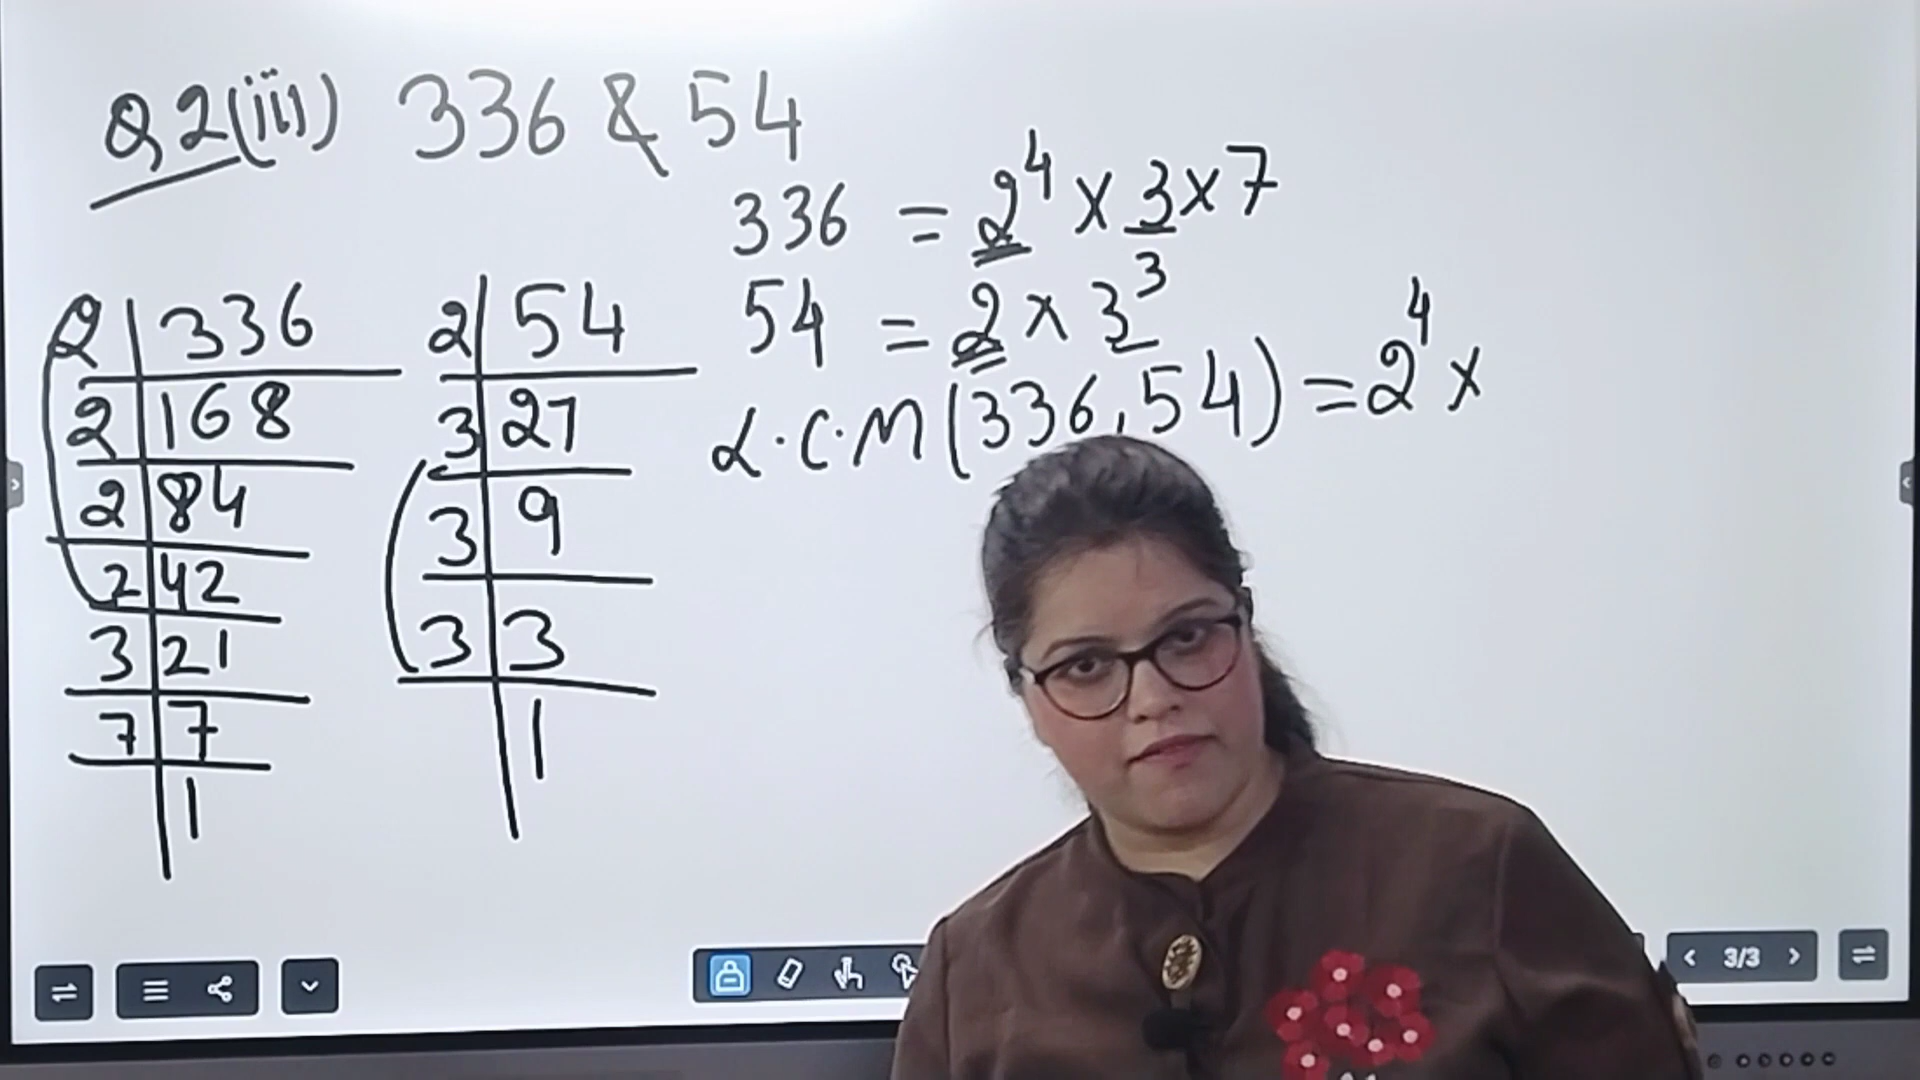 Q2(iii) 336 & 54
336 = 2⁴ × 3 × 7
54 = 2 × 3³
L.C.M(336,54) = 2⁴ ×
2 | 336
2 | 168
2 | 84
2 | 42
3 | 21
7 | 7
1
2 | 54
3 | 27
3 | 9
3 | 3
1
3/3